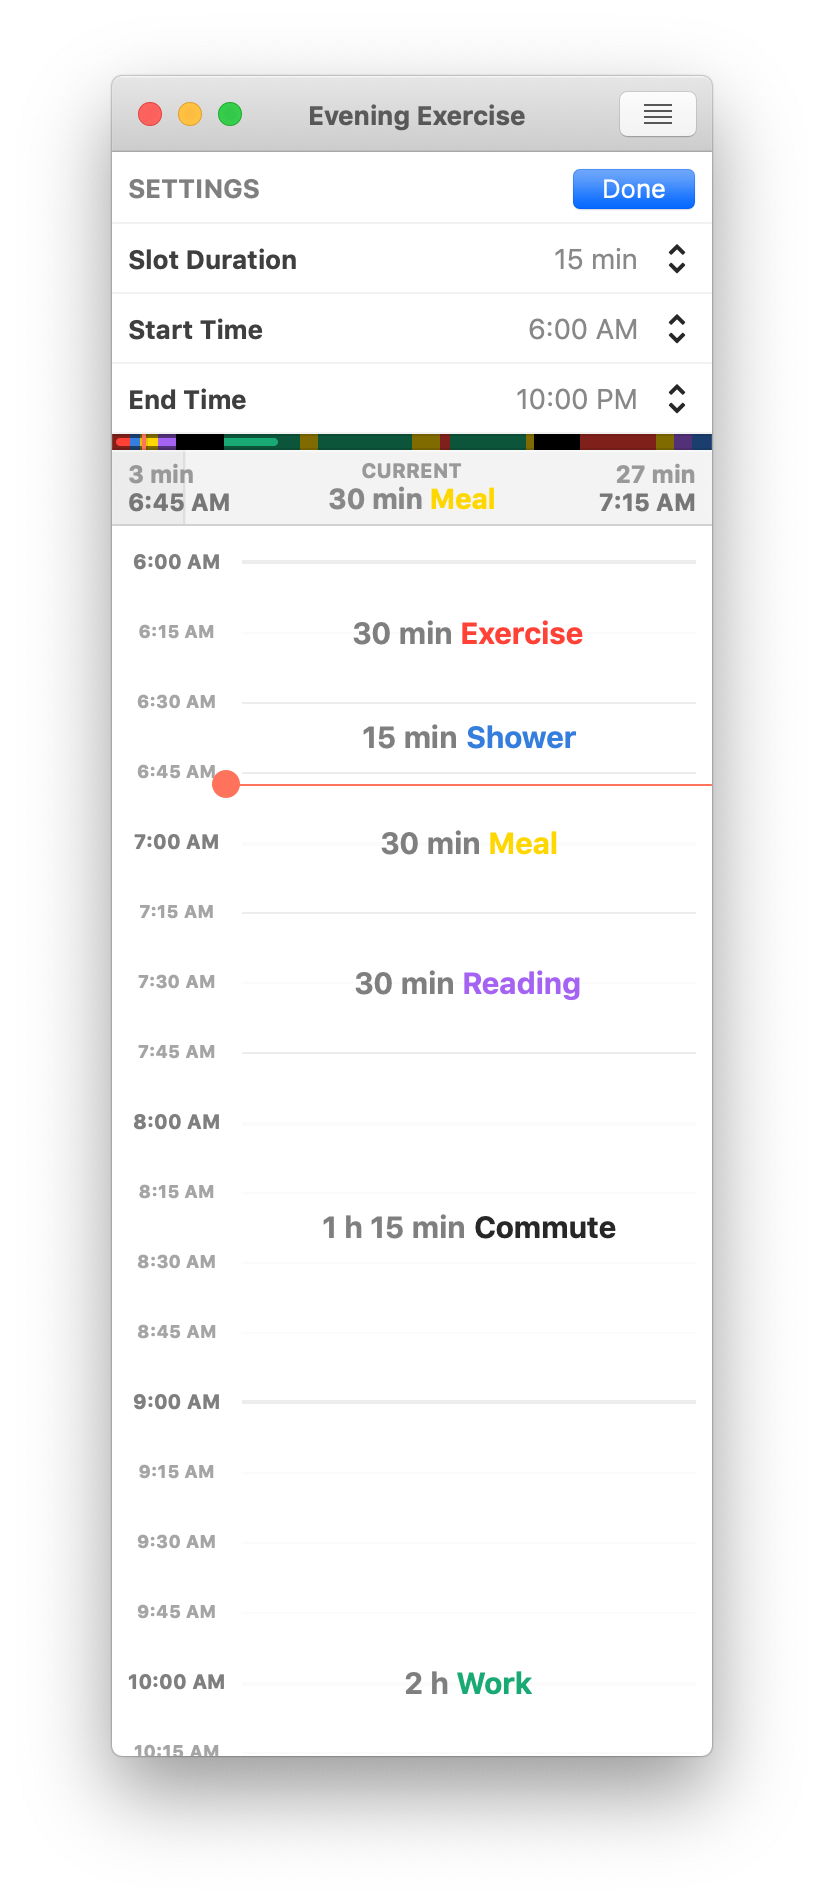 Evening Exercise
SETTINGS Done
Slot Duration 15 min
Start Time 6:00 AM
End Time 10:00 PM
3 min CURRENT 27 min
6:45 AM 30 min Meal 7:15 AM
6:00 AM
6:15 AM 30 min Exercise
6:30 AM
15 min Shower
6:45 AM
7:00 AM 30 min Meal
7:15 AM
7:30 AM 30 min Reading
7:45 AM
8:00 AM
8:15 AM
1 h 15 min Commute
8:30 AM
8:45 AM
9:00 AM
9:15 AM
9:30 AM
9:45 AM
10:00 AM 2 h Work
10:15 AM